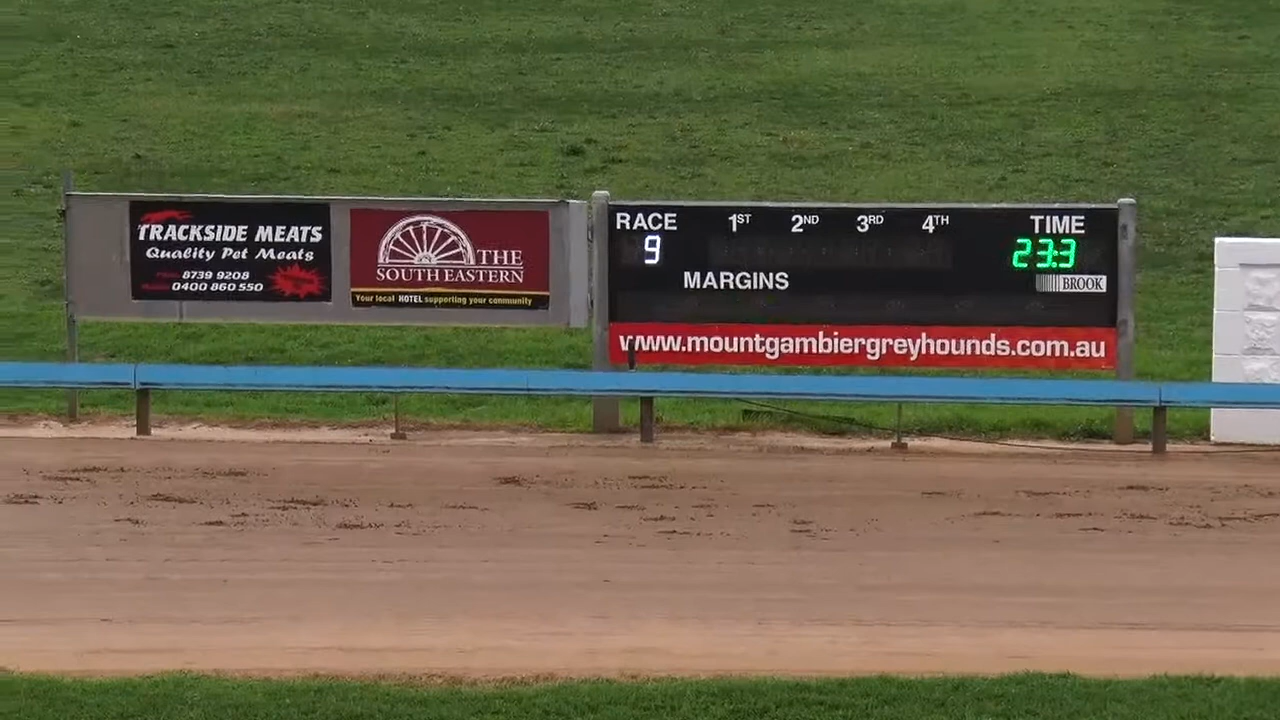 TRACKSIDE MEATS
Quality Pet Meats
8739 9208
0400 860 550
THE
SOUTH EASTERN
Your local HOTEL supporting your community
RACE 1ST 2ND 3RD 4TH TIME
9 23:3
MARGINS
BROOK
www.mountgambiergreyhounds.com.au